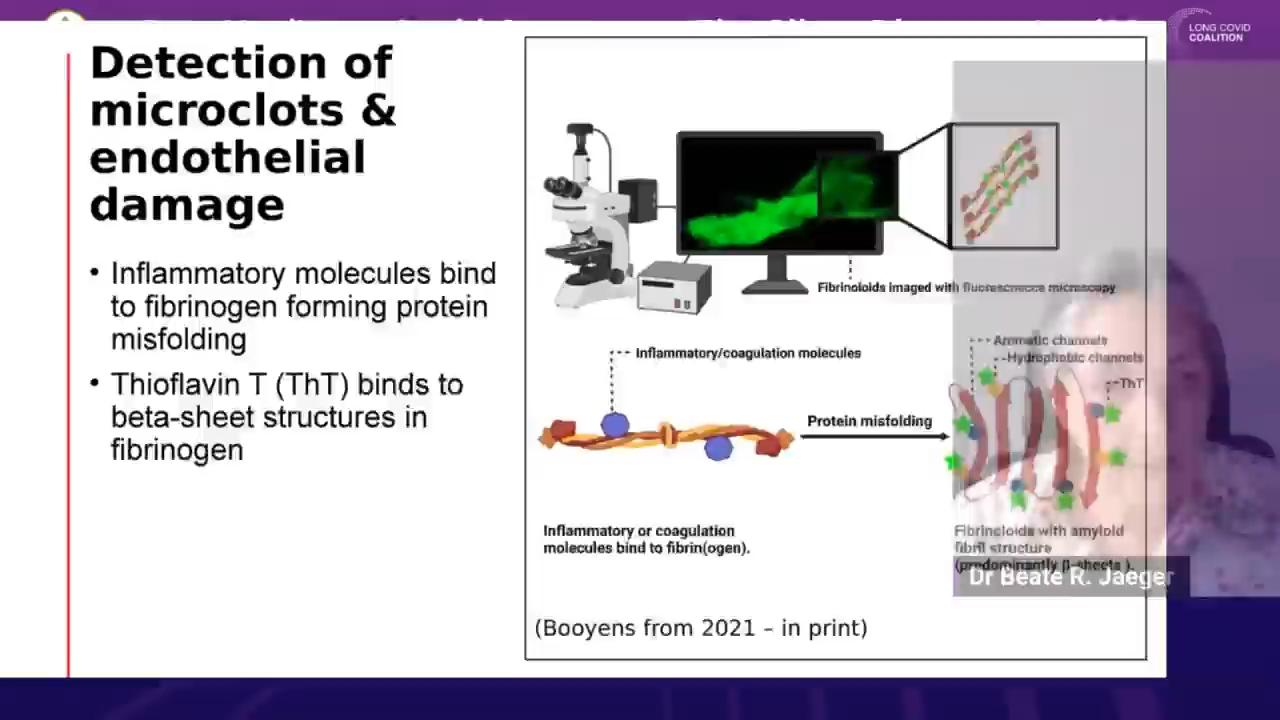 LONG COVID
COALITION
Detection of
microclots &
endothelial
damage
• Inflammatory molecules bind
to fibrinogen forming protein
misfolding
• Thioflavin T (ThT) binds to
beta-sheet structures in
fibrinogen
Fibrinoloids imaged with fluorescnecce microscopy
Inflammatory/coagulation molecules
Aromatic channels
Hydrophobic channels
ThT
Protein misfolding
Inflammatory or coagulation
molecules bind to fibrin(ogen).
Fibrincloids with amyloid
fibril structure
(predominantly β-sheets ).
Dr Beate R. Jaeger
(Booyens from 2021 – in print)